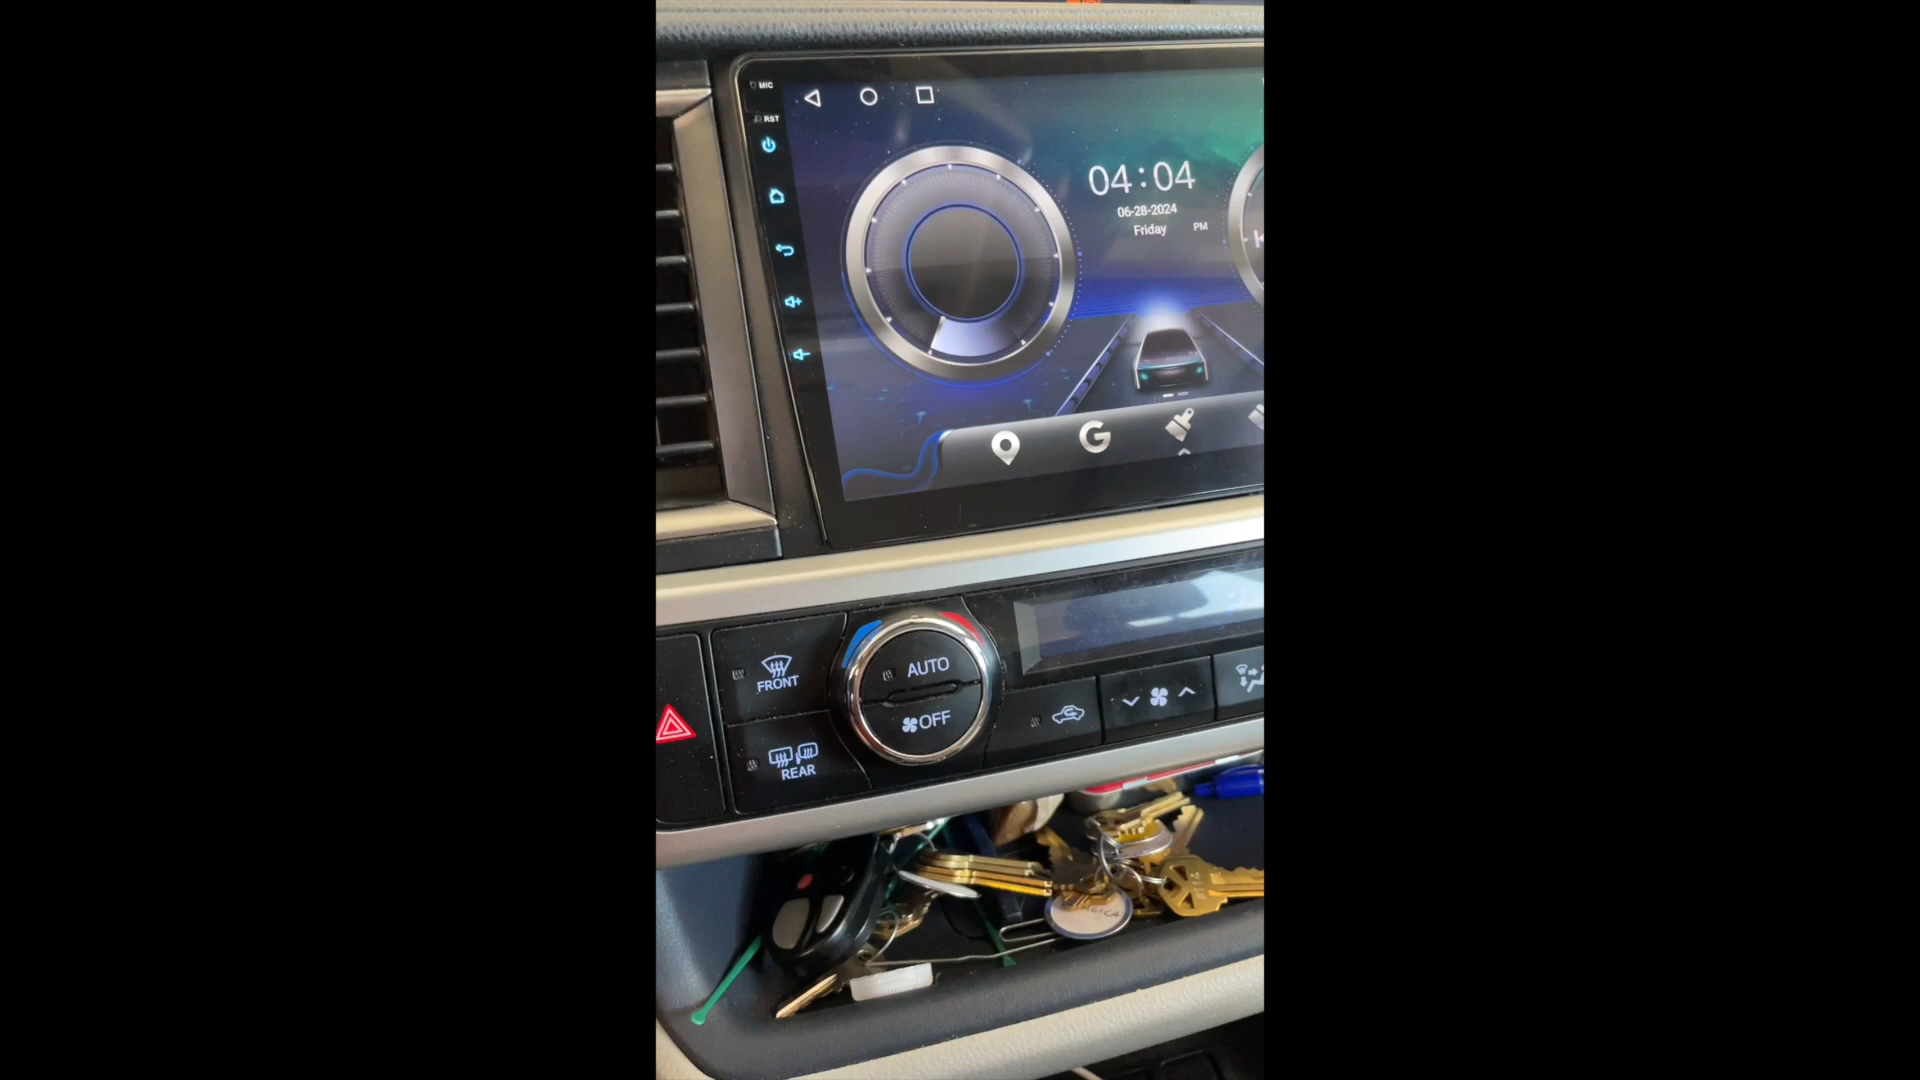 MIC
RST
04:04
06-28-2024
Friday PM
G
FRONT
AUTO
OFF
REAR